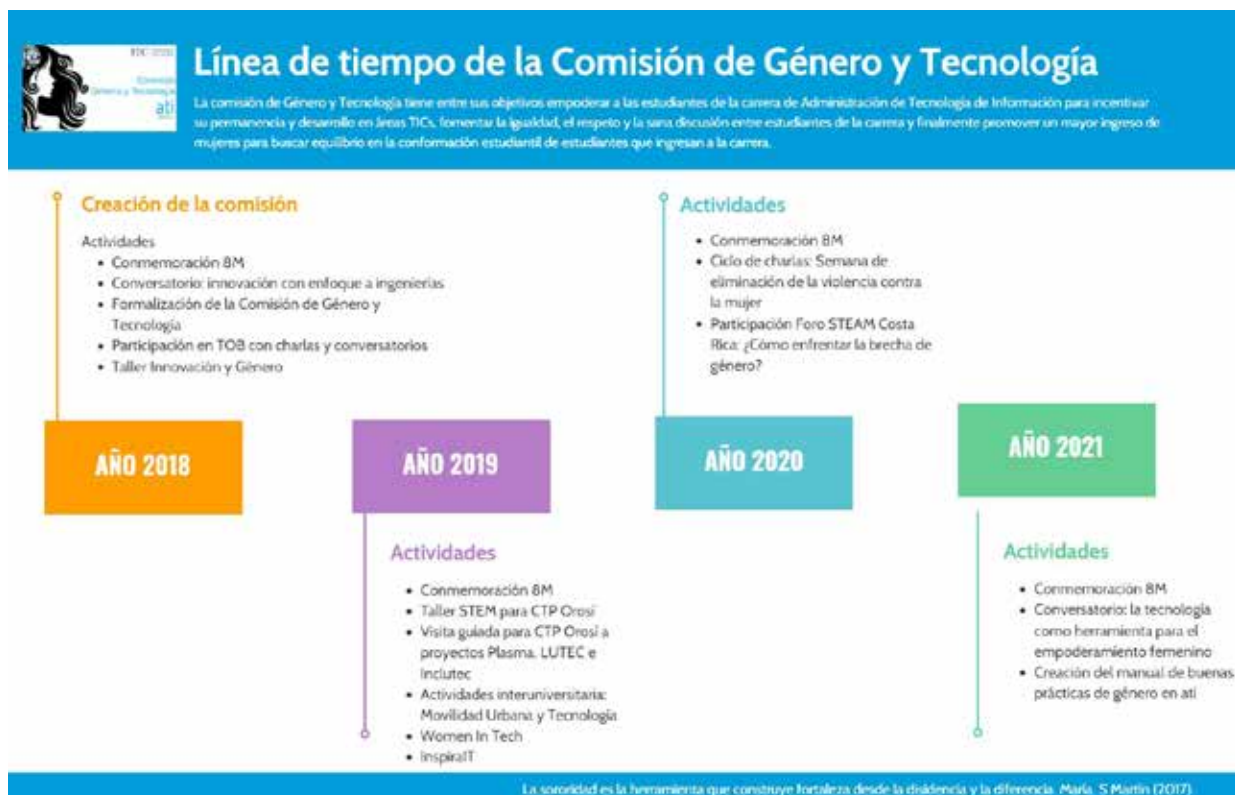 Línea de tiempo de la Comisión de Género y Tecnología
La comisión de Género y Tecnología tiene entre sus objetivos empoderar a las estudiantes de la carrera de Administración de Tecnología de Información para incentivar
su permanencia y desarrollo en áreas TICs, fomentar la igualdad, el respeto y la sana discusión entre estudiantes de la carrera y finalmente promover un mayor ingreso de
mujeres para buscar equilibrio en la conformación estudiantil de estudiantes que ingresan a la carrera.
Género y Tecnología
ati
Creación de la comisión
Actividades
• Conmemoración 8M
• Conversatorio: innovación con enfoque a ingenierías
• Formalización de la Comisión de Género y
Tecnología
• Participación en TOB con charlas y conversatorios
• Taller Innovación y Género
AÑO 2018
AÑO 2019
Actividades
• Conmemoración 8M
• Taller STEM para CTP Orosi
• Visita guiada para CTP Orosi a
proyectos Plasma, LUTEC e
Inclutec
• Actividades interuniversitaria:
Movilidad Urbana y Tecnología
• Women In Tech
• InspiraIT
Actividades
• Conmemoración 8M
• Ciclo de charlas: Semana de
eliminación de la violencia contra
la mujer
• Participación Foro STEAM Costa
Rica: ¿Cómo enfrentar la brecha de
género?
AÑO 2020
AÑO 2021
Actividades
• Conmemoración 8M
• Conversatorio: la tecnología
como herramienta para el
empoderamiento femenino
• Creación del manual de buenas
prácticas de género en ati
La sororidad es la herramienta que construye fortaleza desde la disidencia y la diferencia. María. S Martin (2017)